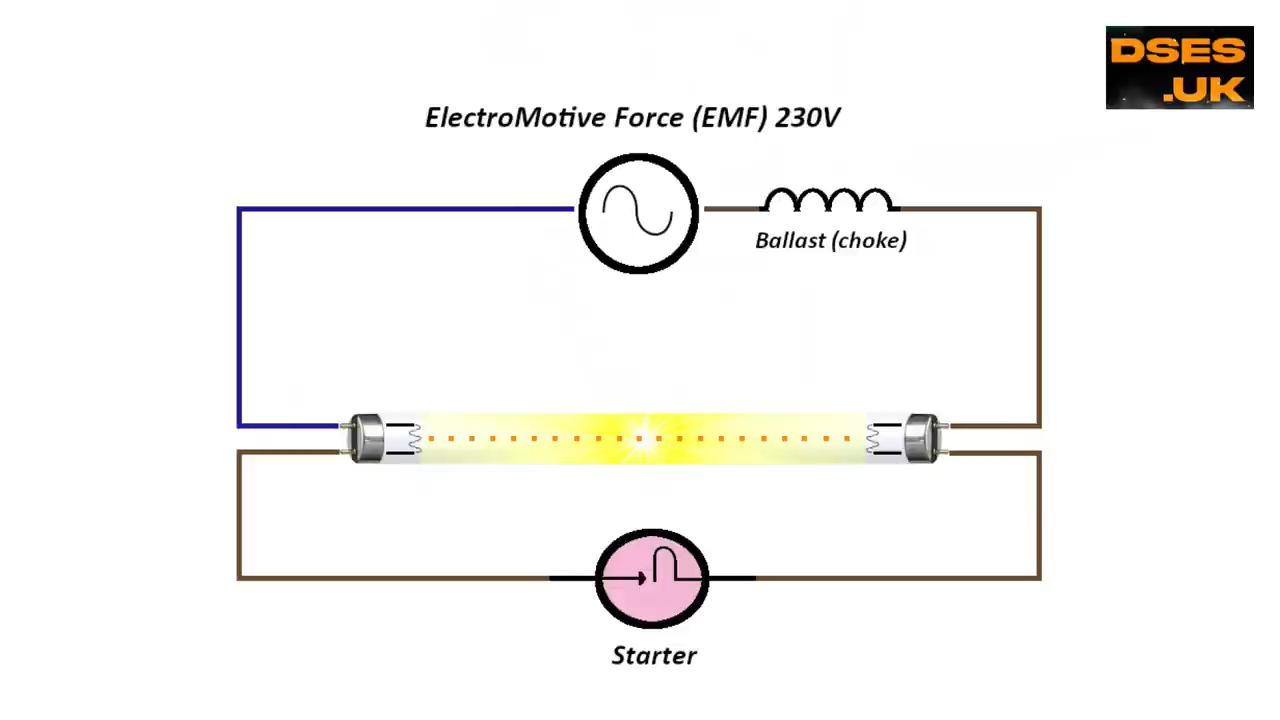 DSES
.UK
ElectroMotive Force (EMF) 230V
Ballast (choke)
Starter